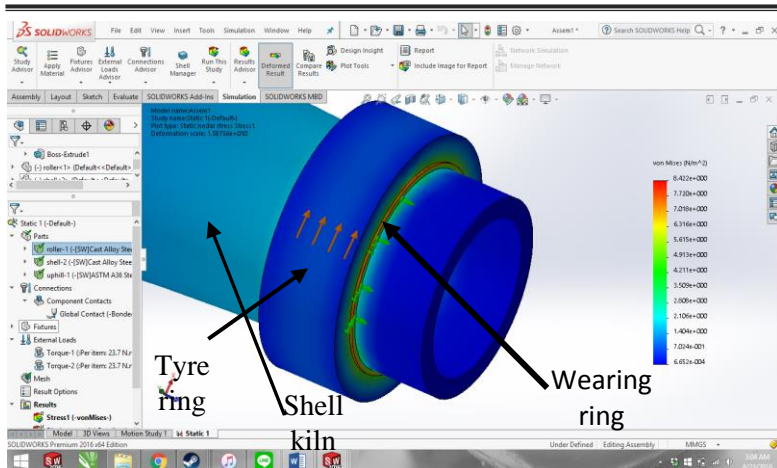 SOLIDWORKS File Edit View Insert Tools Simulation Window Help Assem1 * Search SOLIDWORKS Help
Study Advisor
Apply Material
Fixtures Advisor
External Loads Advisor
Connections Advisor
Shell Manager
Run This Study
Results Advisor
Deformed Result
Compare Results
Design Insight
Plot Tools
Report
Include Image for Report
Network Simulation
Manage Network
Assembly Layout Sketch Evaluate Simulation SOLIDWORKS Add-Ins SOLIDWORKS MBD
Model name:Assem1
Study name:Static 1(-Default-)
Plot type: Static nodal stress Stress1
Boss-Extrude1
(-) roller<1> (Default<<Default>
Static 1 (-Default-)
Parts
roller-1 (-[SW]Cast Alloy Stee
shell-2 (-[SW]Cast Alloy Stee
uphill-1 (-[SW]ASTM A36 Ste
Connections
Component Contacts
Global Contact (-Bonde
Fixtures
External Loads
Torque-1 (:Per item: 23.7 N.r
Torque-2 (:Per item: 23.7 N.r
Mesh
Result Options
Results
Stress1 (-vonMises-)
von Mises (N/m^2)
8.422e+000
7.720e+000
7.018e+000
6.316e+000
5.615e+000
4.913e+000
4.211e+000
3.509e+000
2.808e+000
2.106e+000
1.404e+000
7.024e-001
6.652e-004
Tyre
ring
Shell
kiln
Wearing
ring
Model 3D Views Motion Study 1 Static 1
SOLIDWORKS Premium 2016 x64 Edition Under Defined Editing Assembly MMGS